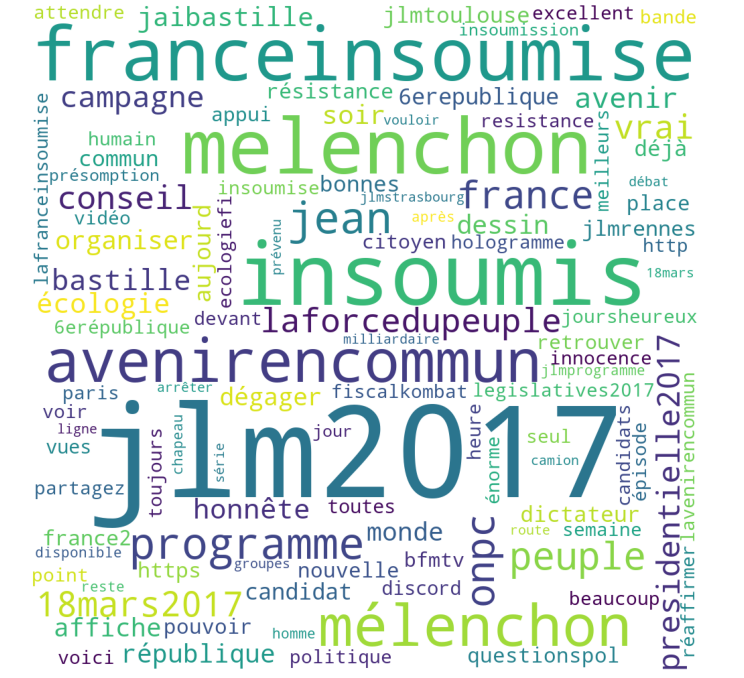 attendre
jaibastille
jlmtoulouse
excellent
bande
insoumission
franceinsoumise
campagne
résistance
6erepublique
avenir
appui
soir
vouloir
resistance
vrai
humain
melenchon
meilleurs
déjà
commun
présomption
lafranceinsoumise
insoumise
bonnes
débat
conseil
jlmstrasbourg
france
place
vidéo
jean
après
dessin
jlmrennes
organiser
aujourd
ecologiefi
prévenu
citoyen
hologramme
http
bastille
insoumis
18mars
écologie
6erépublique
devant
laforcedupeuple
joursheureux
milliardaire
retrouver
avenirencommun
innocence
jlmprogramme
presidentielle2017
paris
arrêter
dégager
fiscalkombat
legislatives2017
lavenirencommun
voir
jlm2017
ligne
toujours
chapeau
série
jour
heure
énorme
seul
candidats
épisode
vues
camion
partagez
honnête
toutes
dictateur
france2
programme
monde
onpc
route
semaine
disponible
groupes
bfmtv
peuple
point
https
nouvelle
réaffirmer
reste
candidat
discord
beaucoup
18mars2017
affiche
pouvoir
homme
mélenchon
voici
république
politique
questionspol